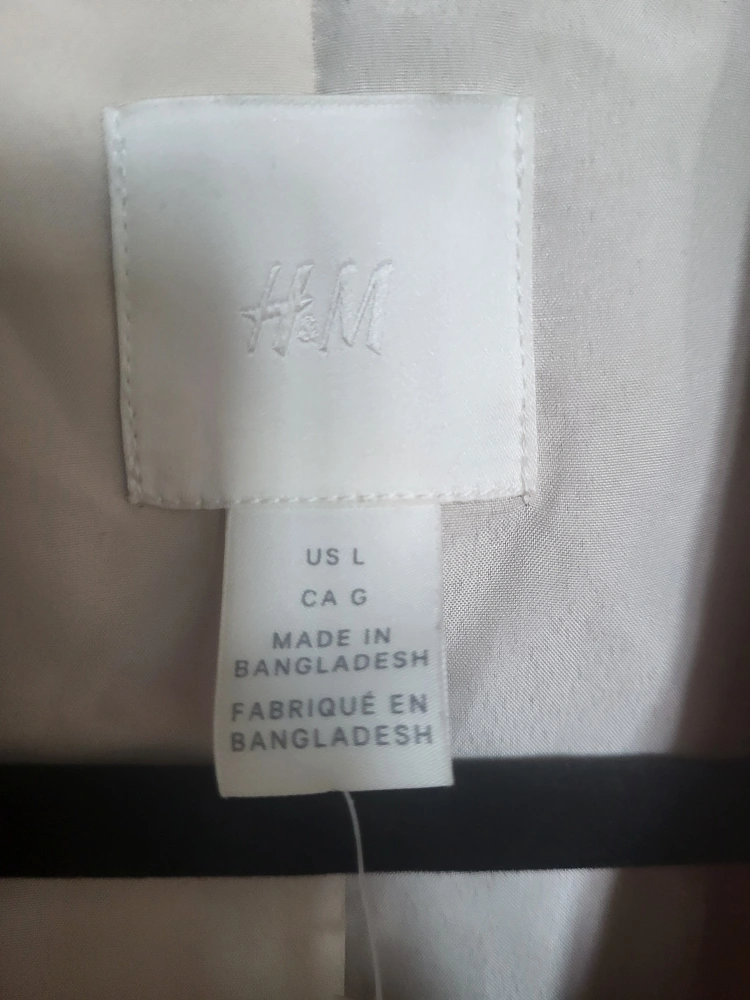 H&M
US L
CA G
MADE IN
BANGLADESH
FABRIQUÉ EN
BANGLADESH